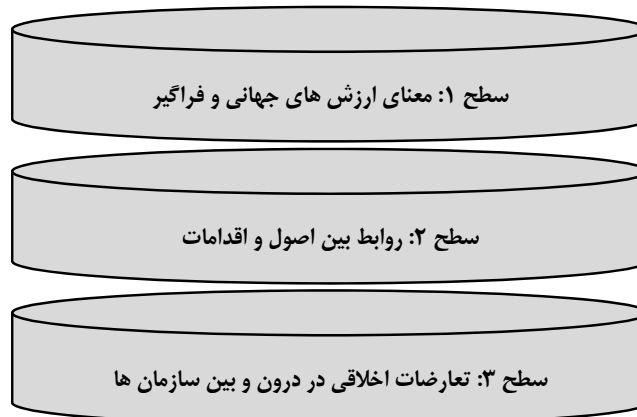 سطح ۱: معنای ارزش های جهانی و فراگیر
سطح ۲: روابط بین اصول و اقدامات
سطح ۳: تعارضات اخلاقی در درون و بین سازمان ها